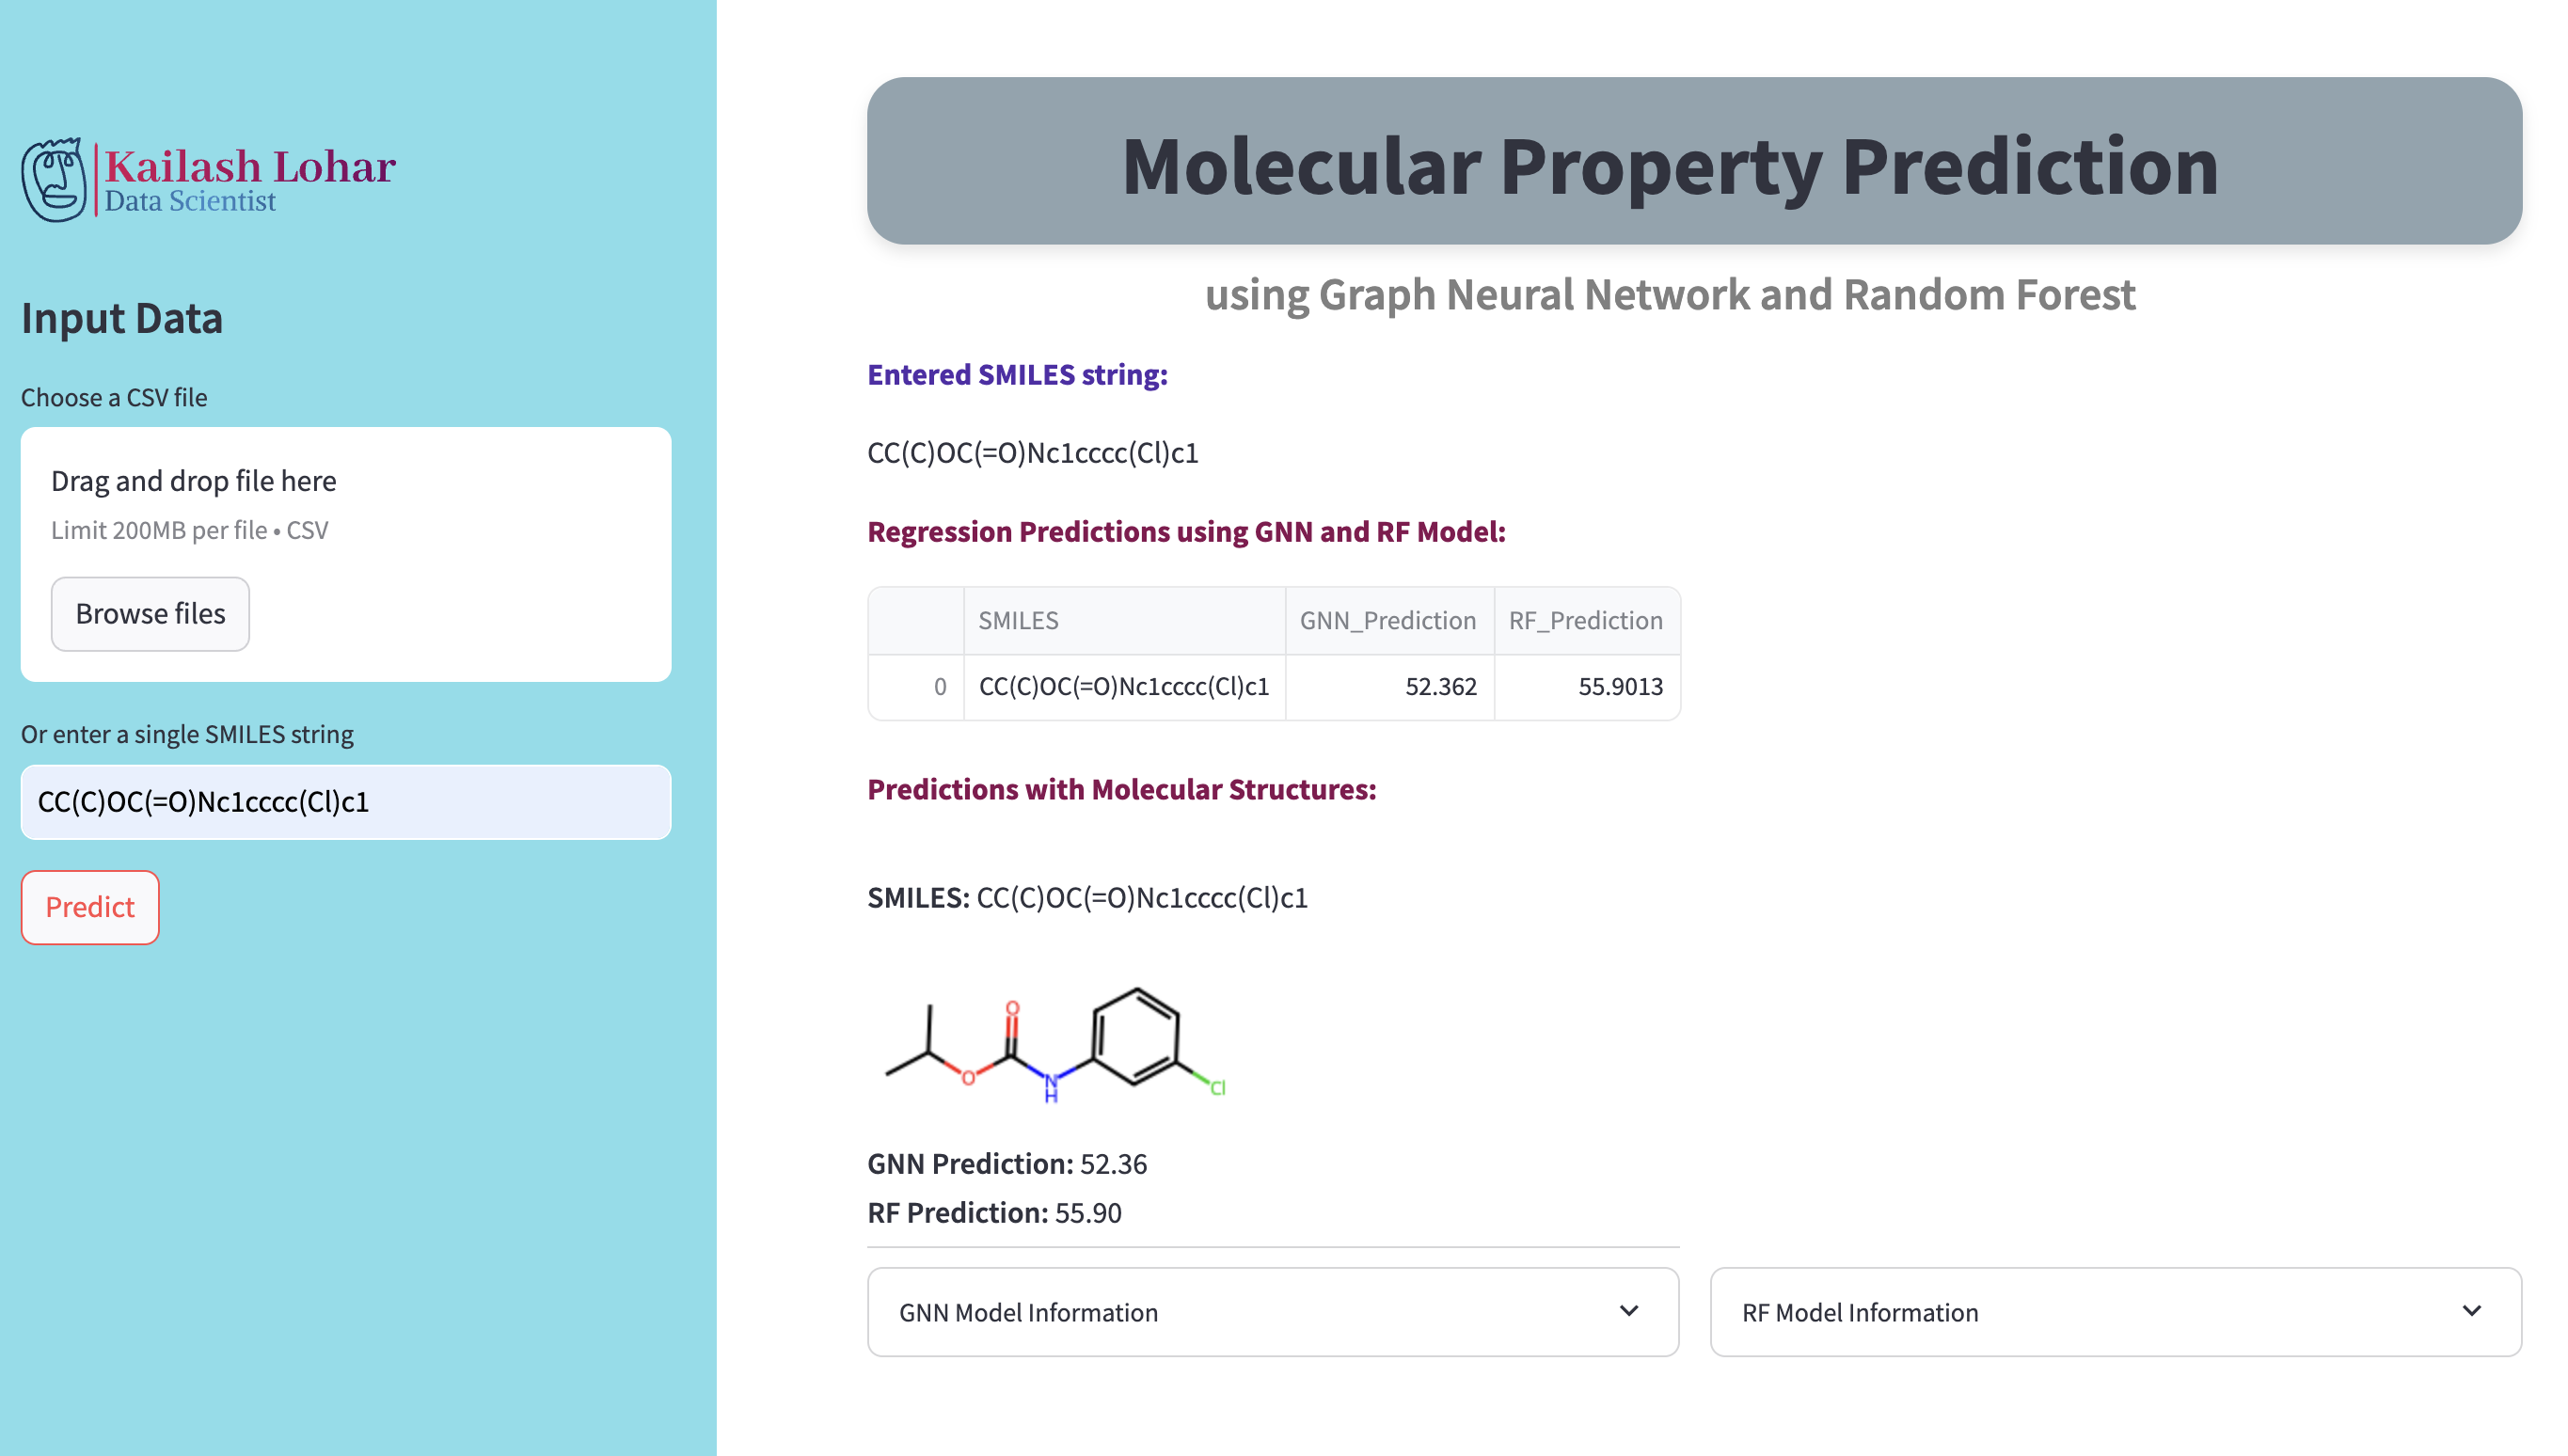 Kailash Lohar
Data Scientist
Input Data
Choose a CSV file
Drag and drop file here
Limit 200MB per file • CSV
Browse files
Or enter a single SMILES string
CC(C)OC(=O)Nc1cccc(Cl)c1
Predict
Molecular Property Prediction
using Graph Neural Network and Random Forest
Entered SMILES string:
CC(C)OC(=O)Nc1cccc(Cl)c1
Regression Predictions using GNN and RF Model:
SMILES GNN_Prediction RF_Prediction
0 CC(C)OC(=O)Nc1cccc(Cl)c1 52.362 55.9013
Predictions with Molecular Structures:
SMILES: CC(C)OC(=O)Nc1cccc(Cl)c1
O
O
N
H
Cl
GNN Prediction: 52.36
RF Prediction: 55.90
GNN Model Information
RF Model Information